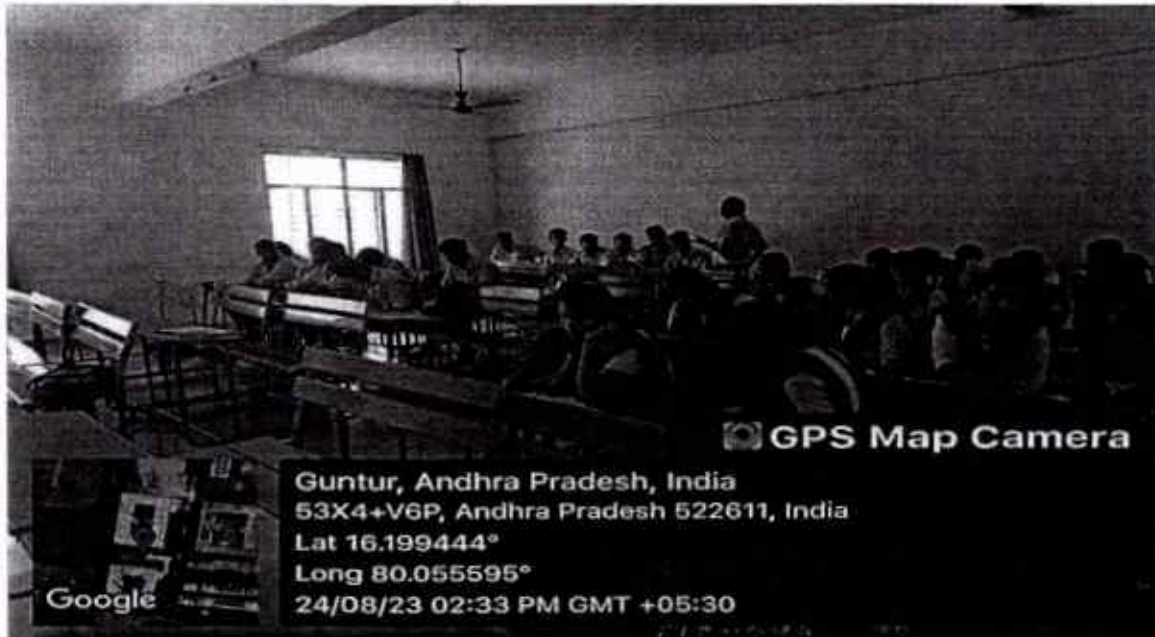 GPS Map Camera
Guntur, Andhra Pradesh, India
53X4+V6P, Andhra Pradesh 522611, India
Lat 16.199444°
Long 80.055595°
24/08/23 02:33 PM GMT +05:30
Google